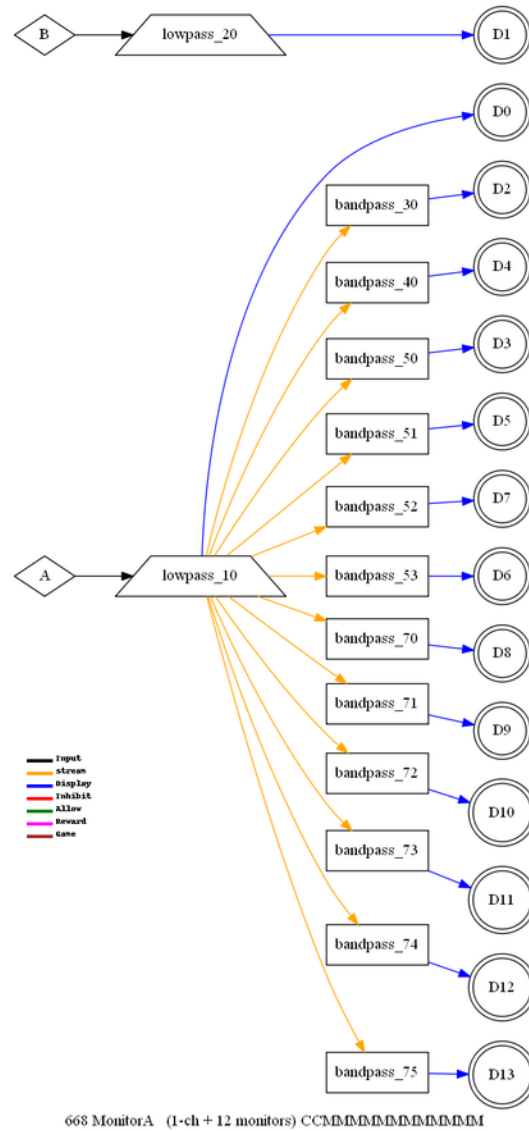 B
lowpass_20
D1
D0
bandpass_30
D2
bandpass_40
D4
bandpass_50
D3
bandpass_51
D5
bandpass_52
D7
A
lowpass_10
bandpass_53
D6
bandpass_70
D8
bandpass_71
D9
bandpass_72
D10
bandpass_73
D11
bandpass_74
D12
bandpass_75
D13
Input
stream
Display
Inhibit
Allow
Reward
Game
668 MonitorA (1-ch + 12 monitors) CCMMMMMMMMMMMM